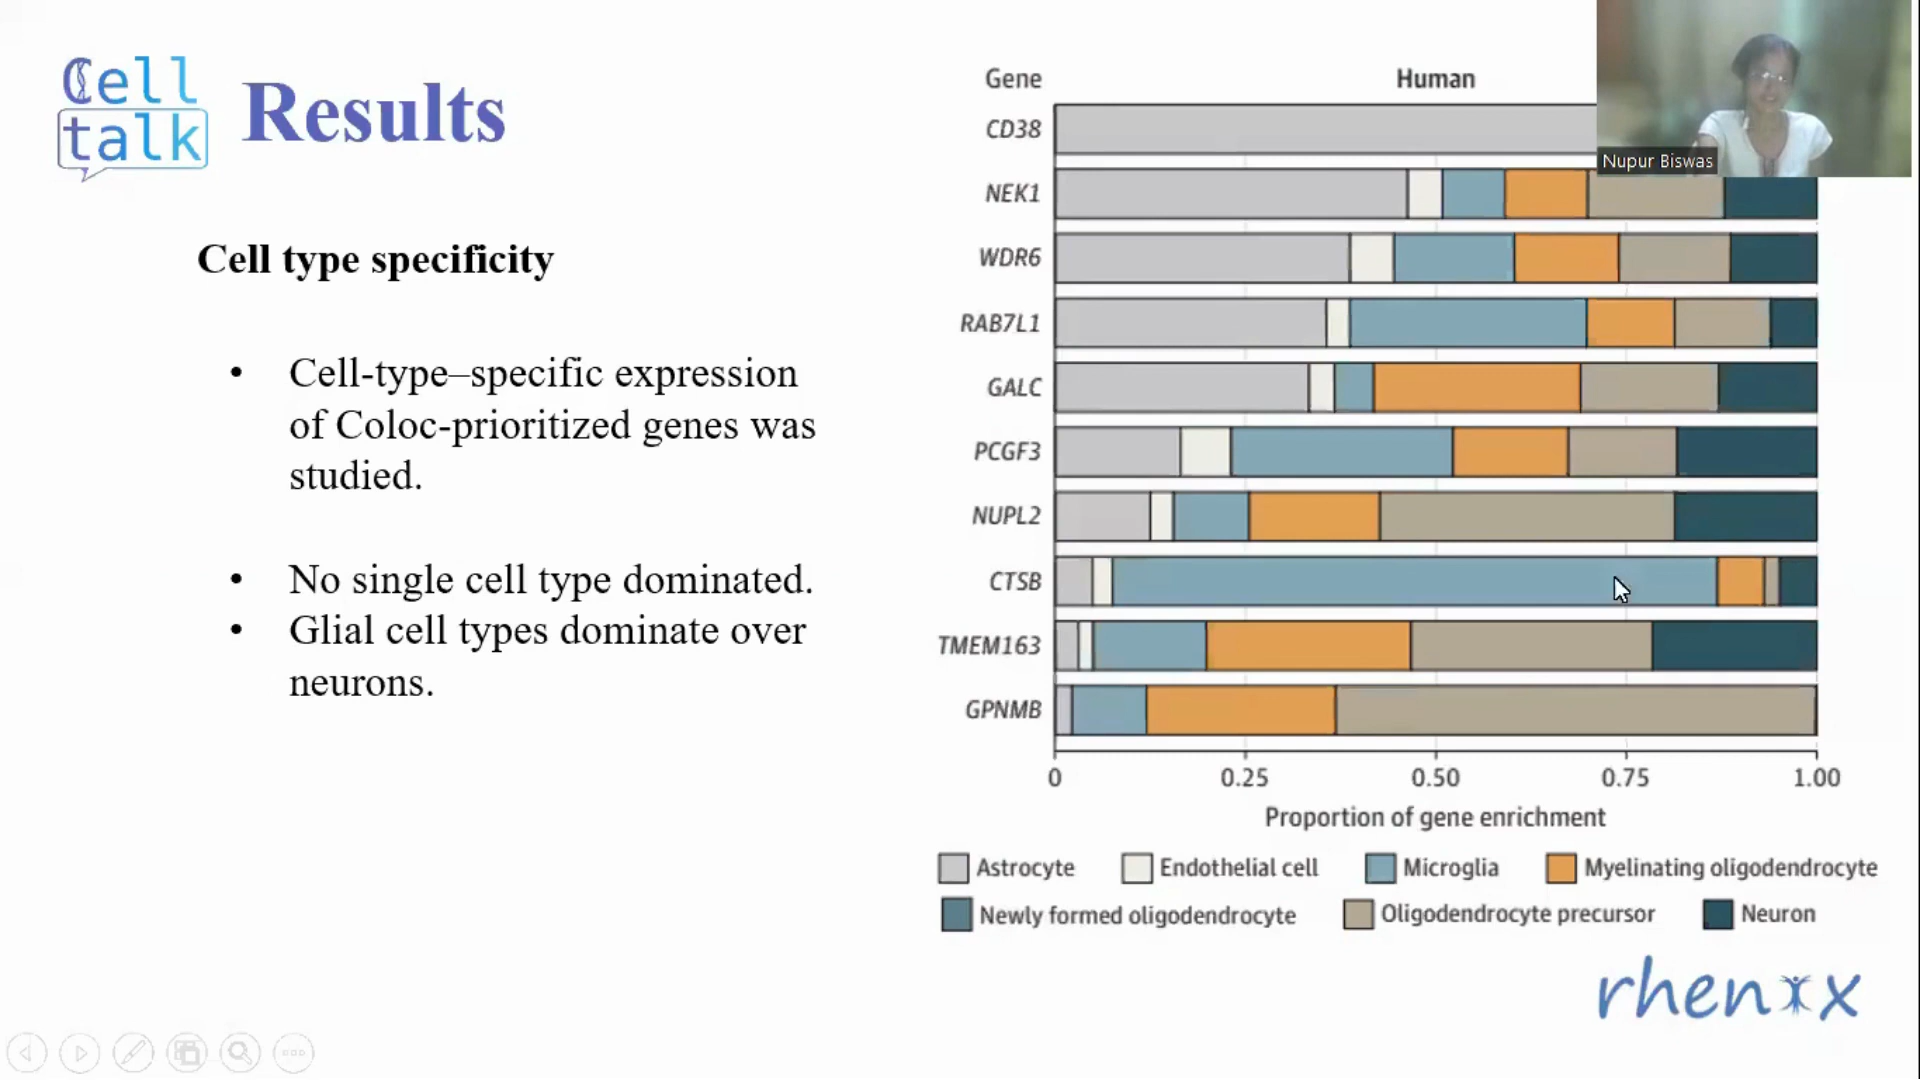 Cell
talk
Results
Cell type specificity
• Cell-type–specific expression
of Coloc-prioritized genes was
studied.
• No single cell type dominated.
• Glial cell types dominate over
neurons.
Gene Human
CD38
NEK1
WDR6
RAB7L1
GALC
PCGF3
NUPL2
CTSB
TMEM163
GPNMB
0 0.25 0.50 0.75 1.00
Proportion of gene enrichment
Astrocyte Endothelial cell Microglia Myelinating oligodendrocyte
Newly formed oligodendrocyte Oligodendrocyte precursor Neuron
Nupur Biswas
rhenix